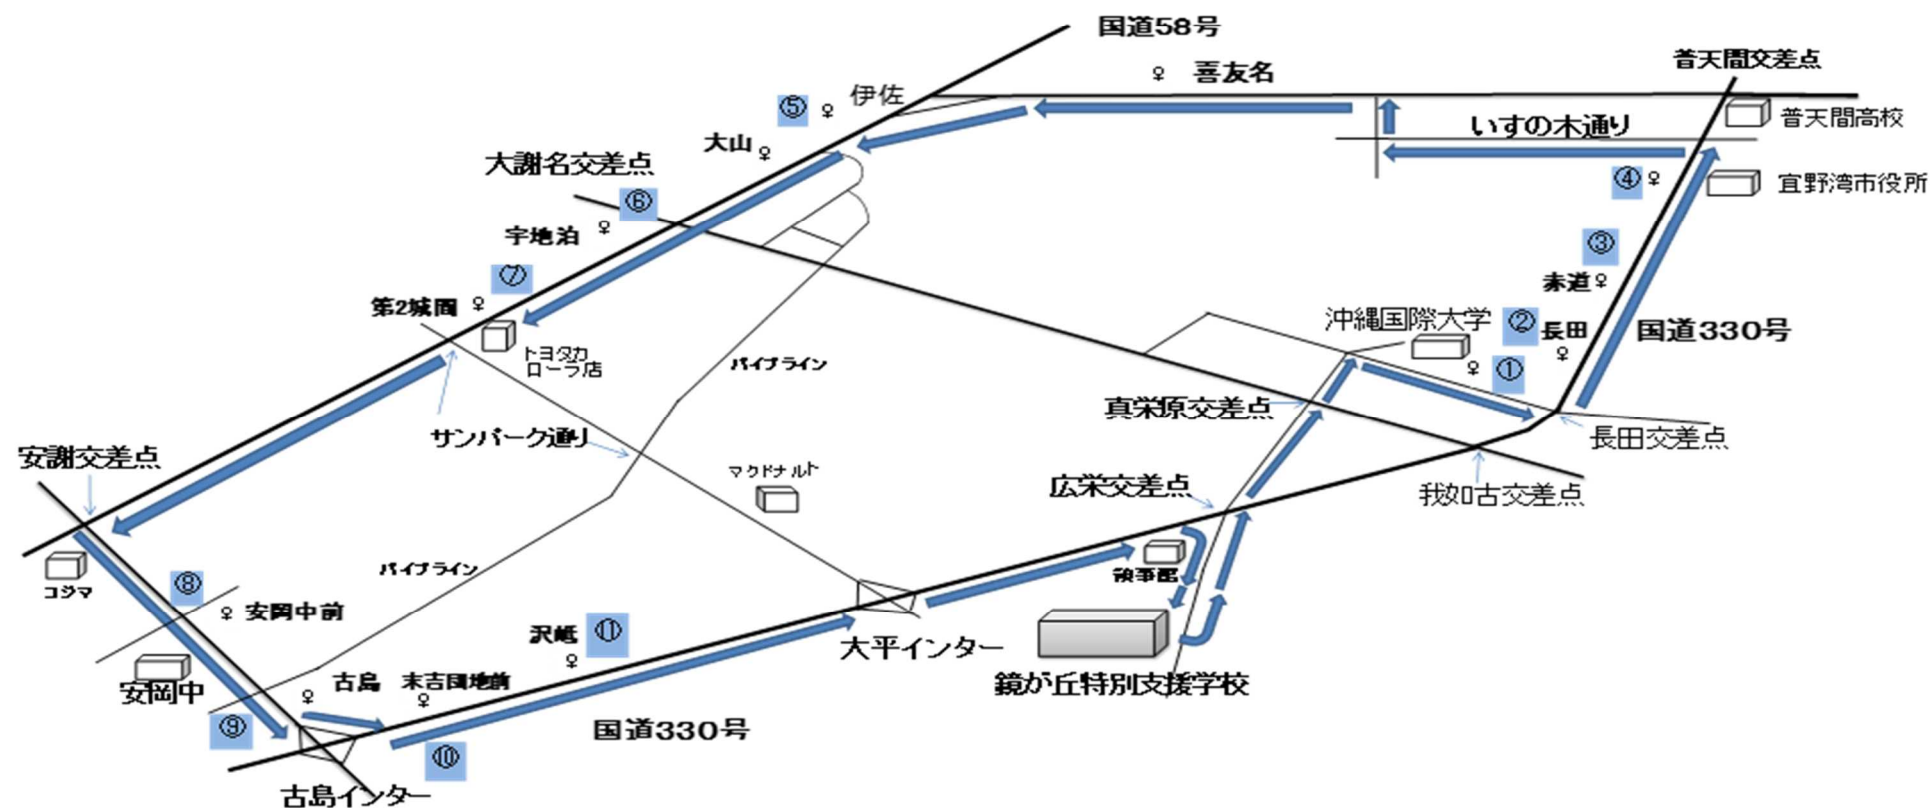 国道58号
普天間交差点
♀ 喜友名
⑤ ♀
伊佐
普天間高校
いすの木通り
大山 ♀
大謝名交差点
④ ♀
宜野湾市役所
⑥
宇地泊 ♀
③
赤道 ♀
⑦
第2城間 ♀
沖縄国際大学
② 長田
♀
国道330号
トヨタカ
ローラ店
パイプライン
♀ ①
真栄原交差点
サンパーク通り
長田交差点
安謝交差点
マクドナルト
広栄交差点
我如古交差点
コジマ
パイプライン
⑧
♀ 安岡中前
沢岻 ⑪
♀
大平インター
安岡中
古島
♀
末吉団地前
♀
鏡が丘特別支援学校
⑨
国道330号
⑩
古島インター